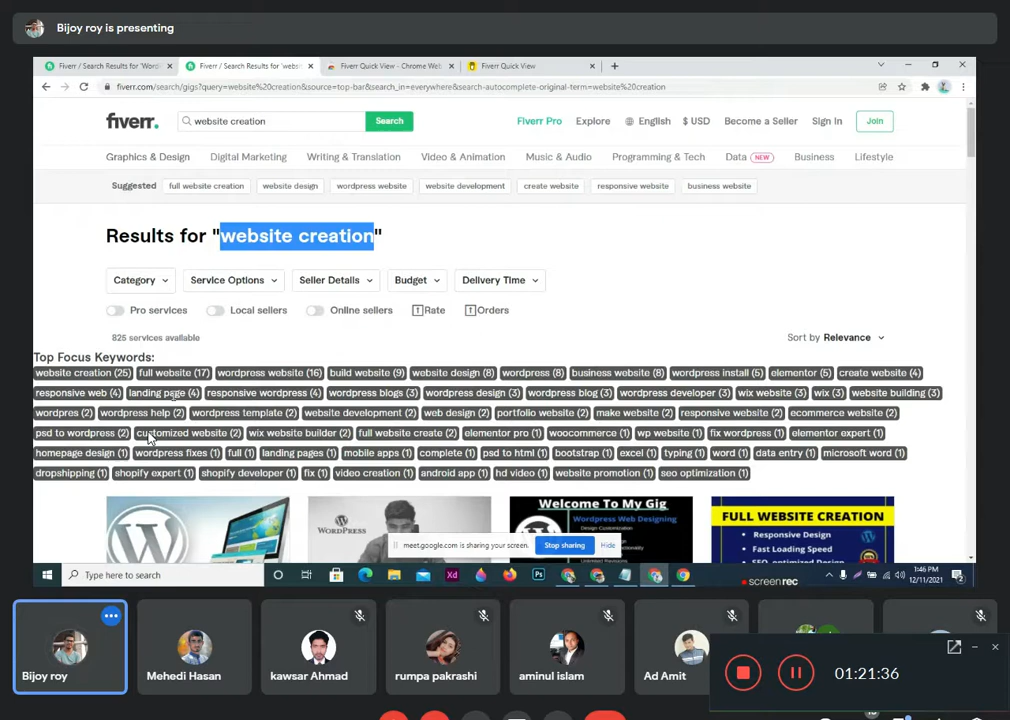 Bijoy roy is presenting
Fiverr / Search Results for 'Word
Fiverr / Search Results for 'webs
Fiverr Quick View - Chrome Web
Fiverr Quick View
fiverr.com/search/gigs?query=website%20creation&source=top-bar&search_in=everywhere&search-autocomplete-original-term=website%20creation
fiverr.
website creation
Search
Fiverr Pro
Explore
English
$ USD
Become a Seller
Sign In
Join
Graphics & Design
Digital Marketing
Writing & Translation
Video & Animation
Music & Audio
Programming & Tech
Data NEW
Business
Lifestyle
Suggested full website creation website design wordpress website website development create website responsive website business website
Results for "website creation"
Category Service Options Seller Details Budget Delivery Time
Pro services Local sellers Online sellers Rate Orders
825 services available
Sort by Relevance
Top Focus Keywords:
website creation (25) full website (17) wordpress website (16) build website (9) website design (8) wordpress (8) business website (8) wordpress install (5) elementor (5) create website (4)
responsive web (4) landing page (4) responsive wordpress (4) wordpress blogs (3) wordpress design (3) wordpress blog (3) wordpress developer (3) wix website (3) wix (3) website building (3)
wordpres (2) wordpress help (2) wordpress template (2) website development (2) web design (2) portfolio website (2) make website (2) responsive website (2) ecommerce website (2)
psd to wordpress (2) customized website (2) wix website builder (2) full website create (2) elementor pro (1) woocommerce (1) wp website (1) fix wordpress (1) elementor expert (1)
homepage design (1) wordpress fixes (1) full (1) landing pages (1) mobile apps (1) complete (1) psd to html (1) bootstrap (1) excel (1) typing (1) word (1) data entry (1) microsoft word (1)
dropshipping (1) shopify expert (1) shopify developer (1) fix (1) video creation (1) android app (1) hd video (1) website promotion (1) seo optimization (1)
WORDPRESS
Welcome To My Gig
Wordpress Web Designing
Design Customization
FULL WEBSITE CREATION
Responsive Design
Fast Loading Speed
meet.google.com is sharing your screen.
Stop sharing
Hide
Type here to search
Xd
Ps
1:46 PM
12/11/2021
screenrec
Bijoy roy
Mehedi Hasan
kawsar Ahmad
rumpa pakrashi
aminul islam
Ad Amit
01:21:36